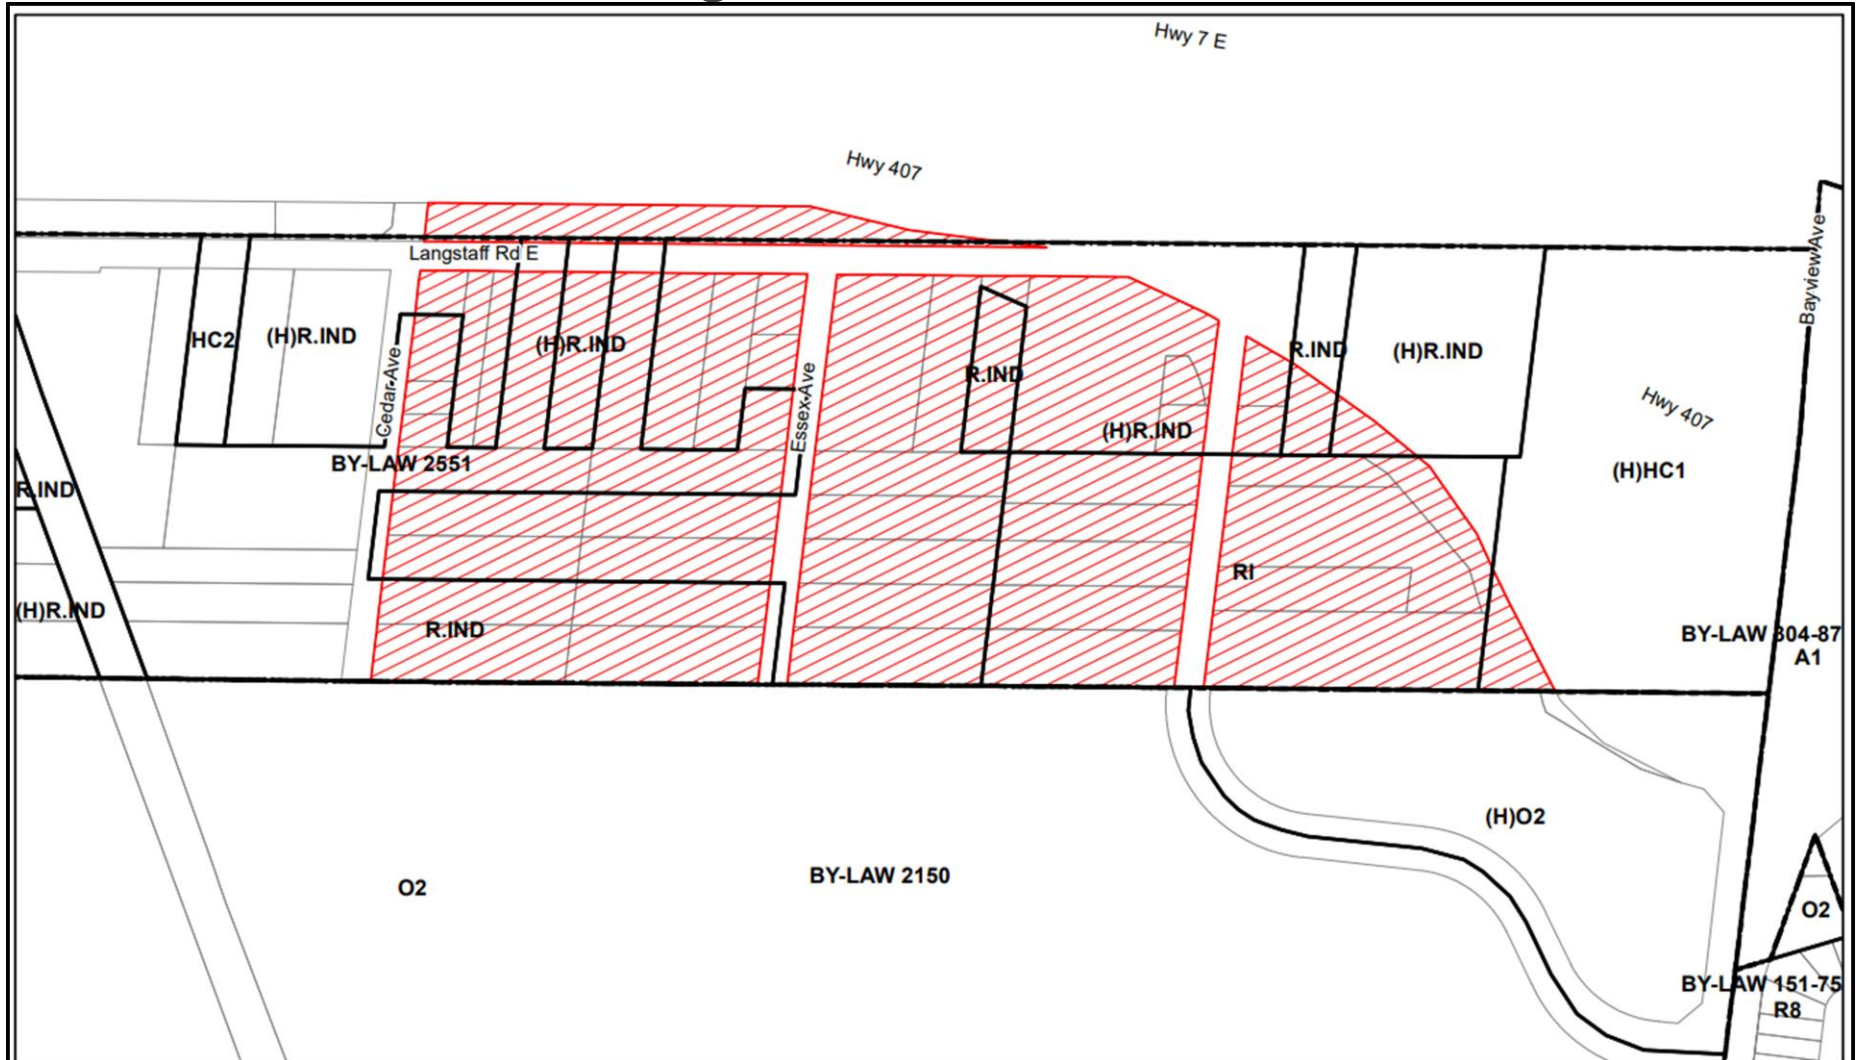 Hwy 7 E
Hwy 407
Bayview Ave
Langstaff Rd E
HC2
(H)R.IND
(H)R.IND
R.IND
(H)R.IND
Cedar Ave
Essex Ave
R.IND
Hwy 407
(H)R.IND
BY-LAW 2551
(H)HC1
R.IND
RI
(H)R.IND
R.IND
BY-LAW 304-87
A1
(H)O2
BY-LAW 2150
O2
O2
BY-LAW 151-75
R8